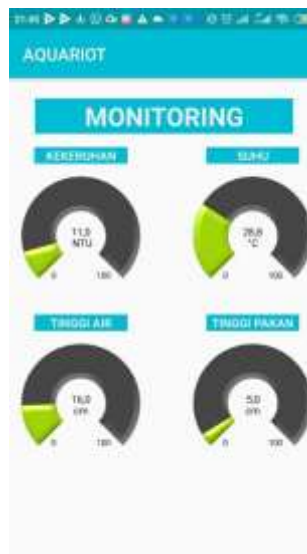 AQUARIOT
MONITORING
KEKERUHAN SUHU
11,0 28,8
NTU °C
0 100 0 100
TINGGI AIR TINGGI PAKAN
16,0 5,0
cm cm
0 100 0 100